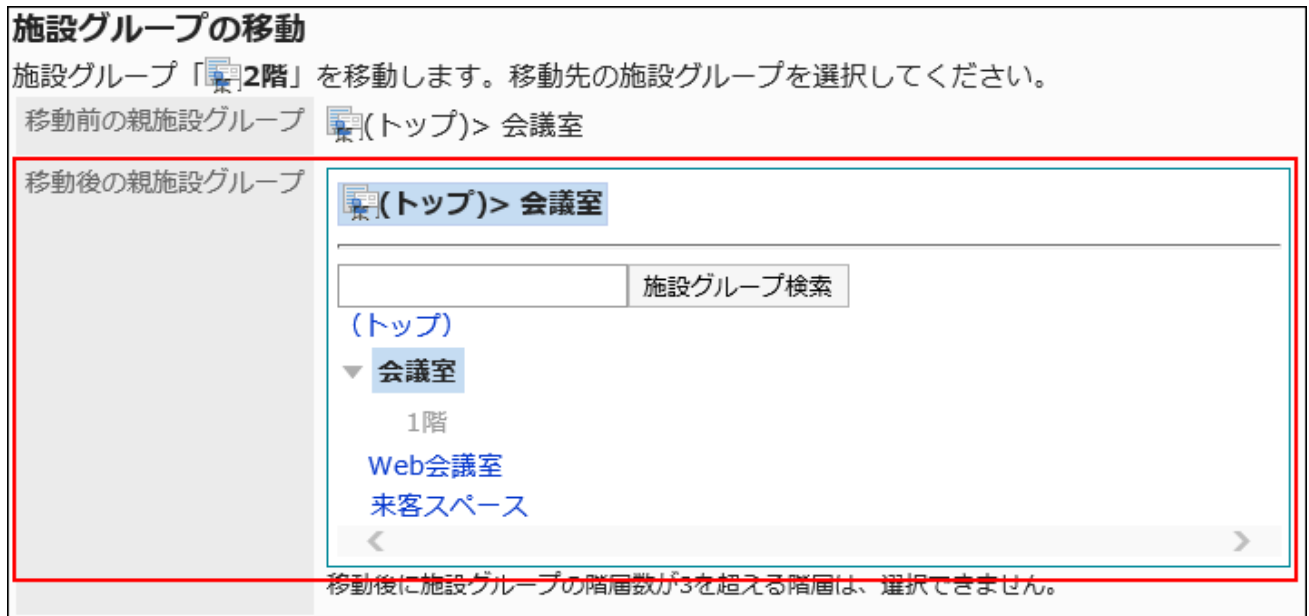 施設グループの移動
施設グループ「2階」を移動します。移動先の施設グループを選択してください。
移動前の親施設グループ (トップ)> 会議室
移動後の親施設グループ (トップ)> 会議室
施設グループ検索
(トップ)
会議室
1階
Web会議室
来客スペース
移動後に施設グループの階層数が3を超える階層は、選択できません。